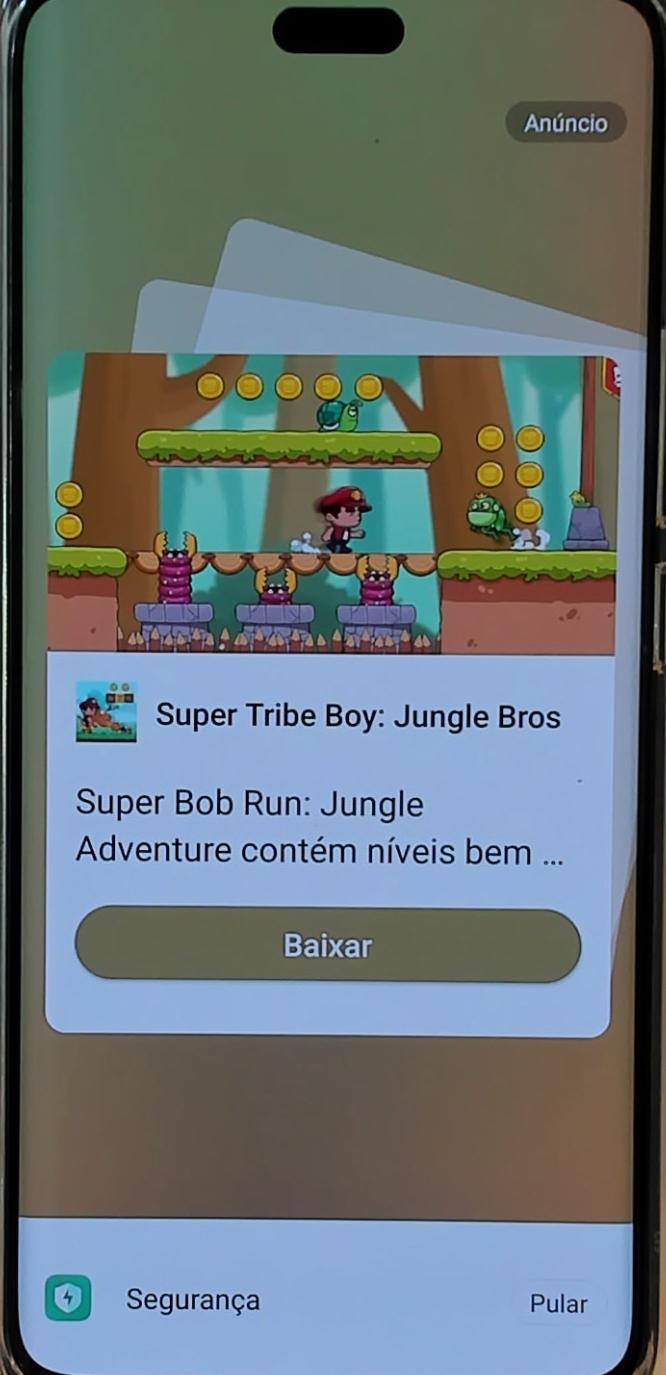 Anúncio
Super Tribe Boy: Jungle Bros
Super Bob Run: Jungle
Adventure contém níveis bem ...
Baixar
Segurança
Pular